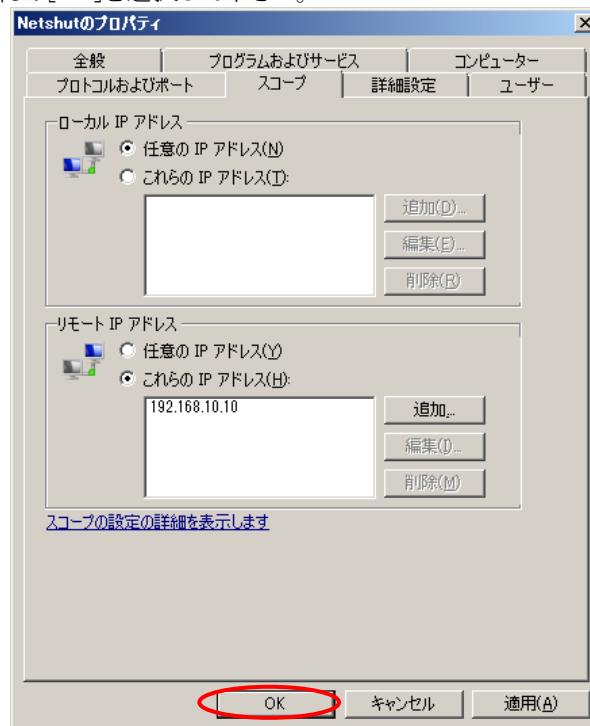 Netshutのプロパティ
全般 プログラムおよびサービス コンピューター
プロトコルおよびポート スコープ 詳細設定 ユーザー
ローカル IP アドレス
任意の IP アドレス(N)
これらの IP アドレス(T):
追加(D)...
編集(E)...
削除(R)
リモート IP アドレス
任意の IP アドレス(Y)
これらの IP アドレス(H):
192.168.10.10
追加...
編集(I)...
削除(M)
スコープの設定の詳細を表示します
OK キャンセル 適用(A)